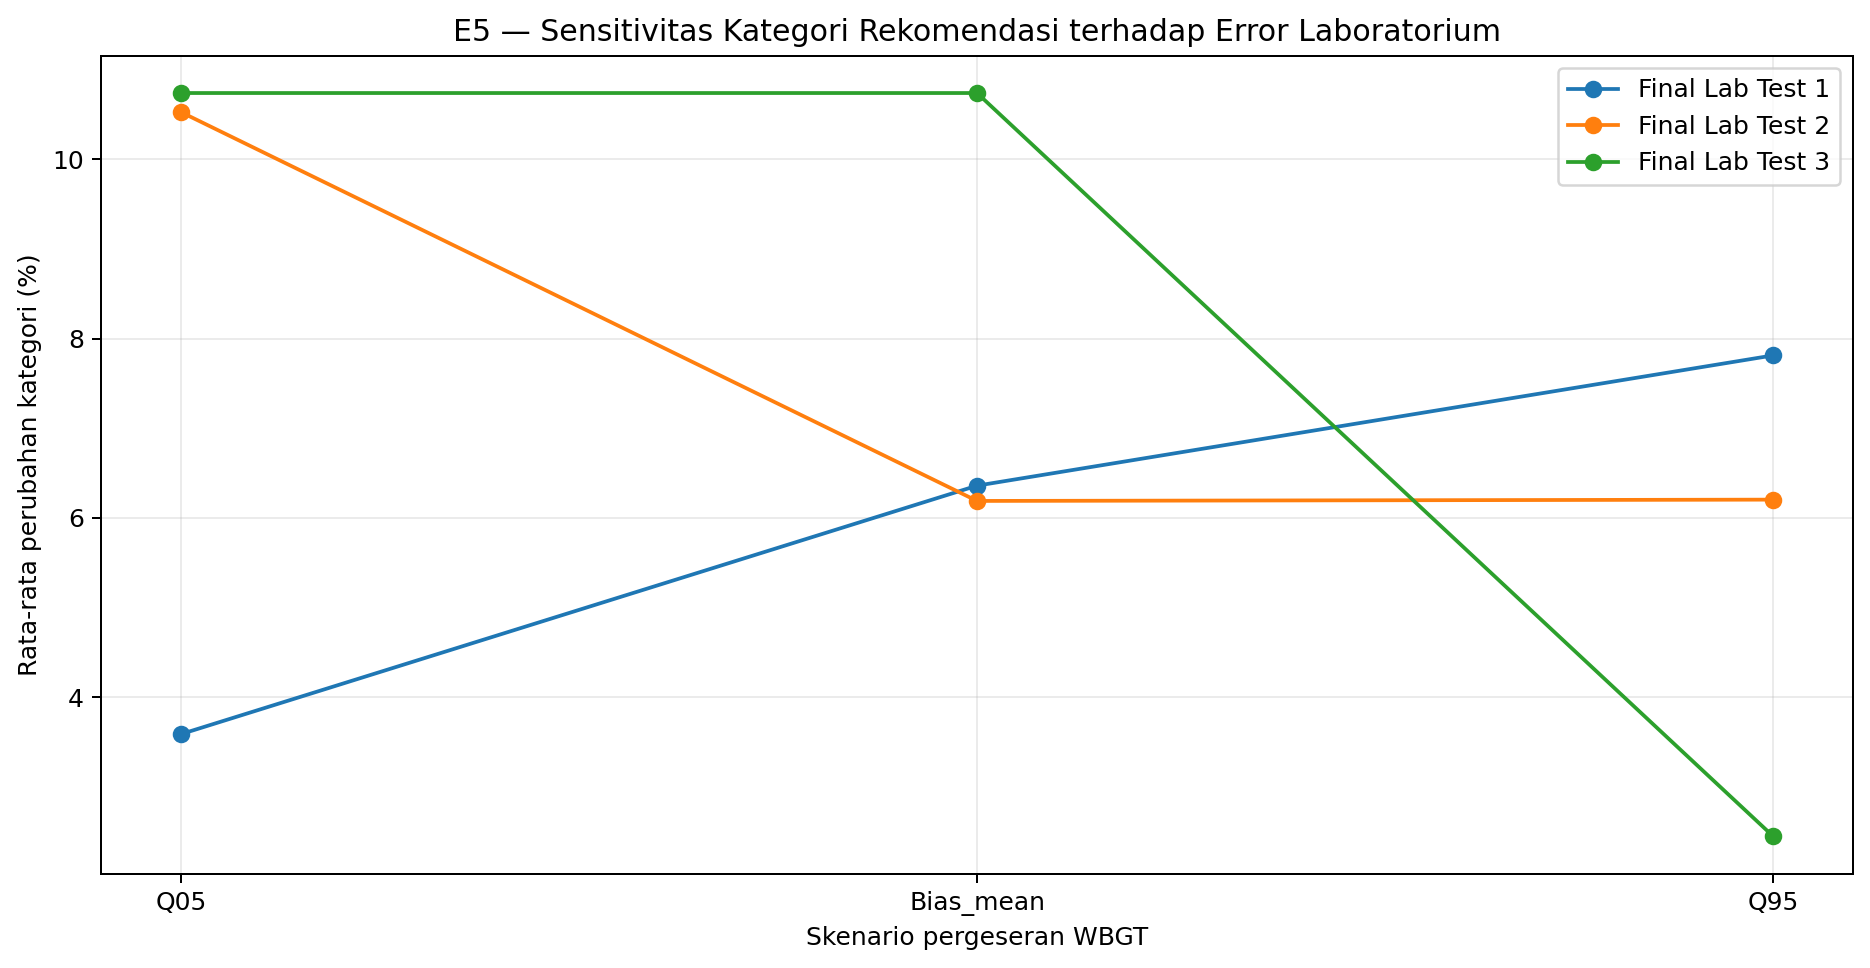 E5 — Sensitivitas Kategori Rekomendasi terhadap Error Laboratorium
Final Lab Test 1
Final Lab Test 2
Final Lab Test 3
Rata-rata perubahan kategori (%)
10
8
6
4
Q05
Bias_mean
Q95
Skenario pergeseran WBGT